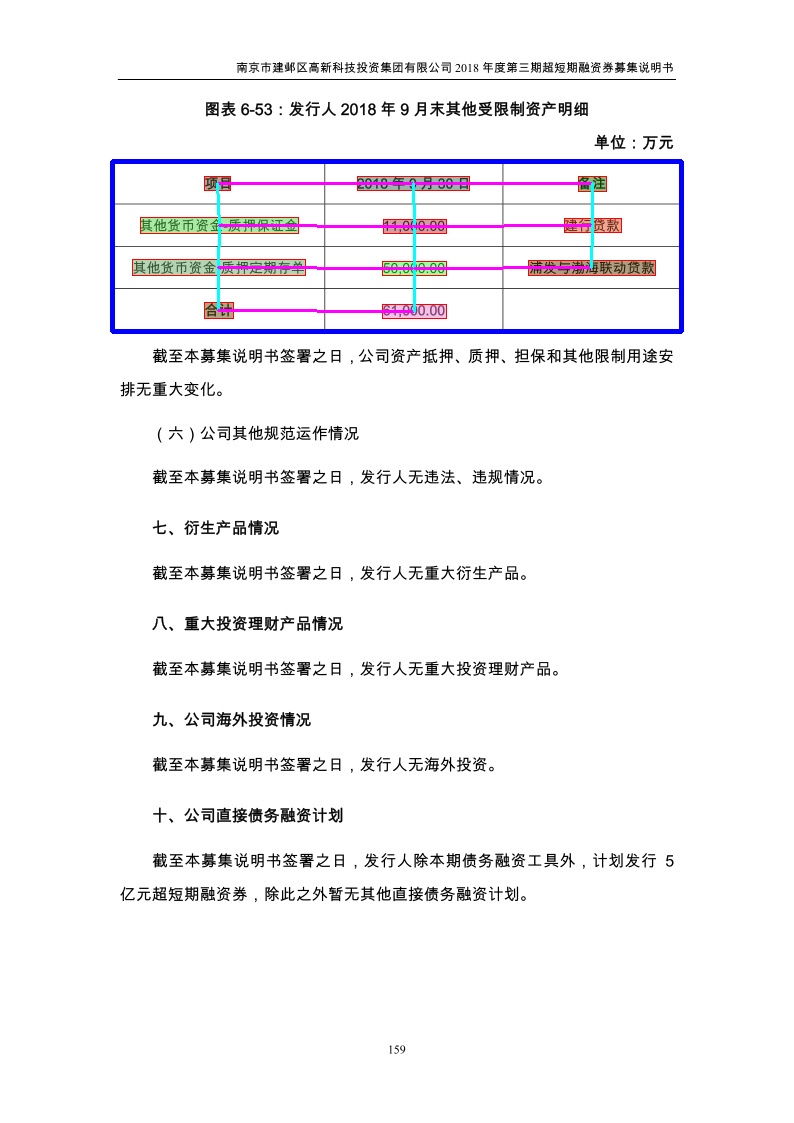 南京市建邺区高新科技投资集团有限公司 2018 年度第三期超短期融资券募集说明书
图表 6-53：发行人 2018 年 9 月末其他受限制资产明细
单位：万元
项目 2018 年 9 月 30 日 备注
其他货币资金-质押保证金 11,000.00 建行贷款
其他货币资金-质押定期存单 50,000.00 浦发与渤海联动贷款
合计 61,000.00
截至本募集说明书签署之日，公司资产抵押、质押、担保和其他限制用途安
排无重大变化。
（六）公司其他规范运作情况
截至本募集说明书签署之日，发行人无违法、违规情况。
七、衍生产品情况
截至本募集说明书签署之日，发行人无重大衍生产品。
八、重大投资理财产品情况
截至本募集说明书签署之日，发行人无重大投资理财产品。
九、公司海外投资情况
截至本募集说明书签署之日，发行人无海外投资。
十、公司直接债务融资计划
截至本募集说明书签署之日，发行人除本期债务融资工具外，计划发行 5
亿元超短期融资券，除此之外暂无其他直接债务融资计划。
159